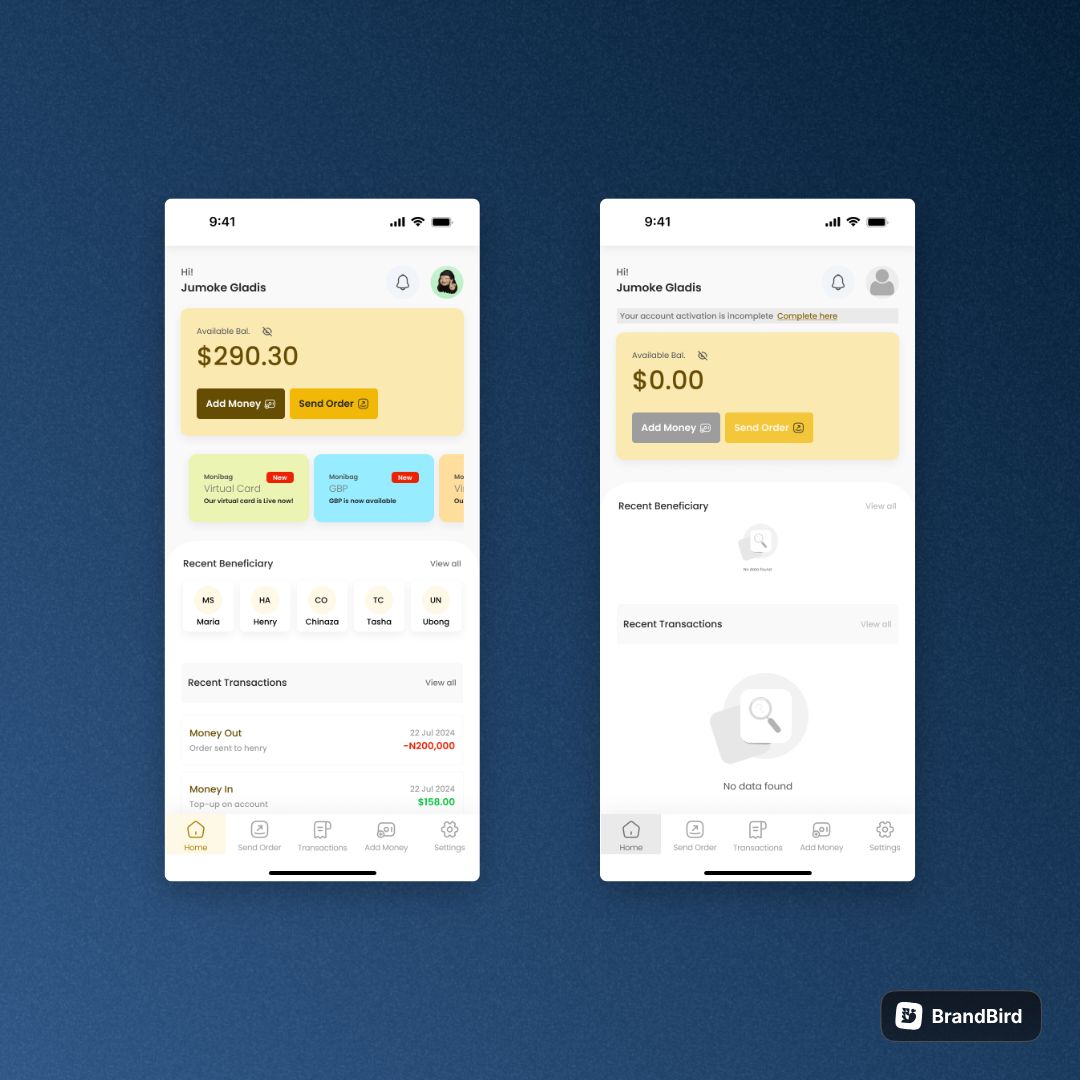 9:41
Hi!
Jumoke Gladis
Available Bal.
$290.30
Add Money
Send Order
Monibag
New
Virtual Card
Our virtual card is Live now!
Monibag
New
GBP
GBP is now available
Mo
Vi
Ou
Recent Beneficiary
View all
MS
HA
CO
TC
UN
Maria
Henry
Chinaza
Tasha
Ubong
Recent Transactions
View all
Money Out
22 Jul 2024
Order sent to henry
-N200,000
Money In
22 Jul 2024
Top-up on account
$158.00
Home
Send Order
Transactions
Add Money
Settings
9:41
Hi!
Jumoke Gladis
Your account activation is incomplete Complete here
Available Bal.
$0.00
Add Money
Send Order
Recent Beneficiary
View all
No data found
Recent Transactions
View all
No data found
Home
Send Order
Transactions
Add Money
Settings
BrandBird